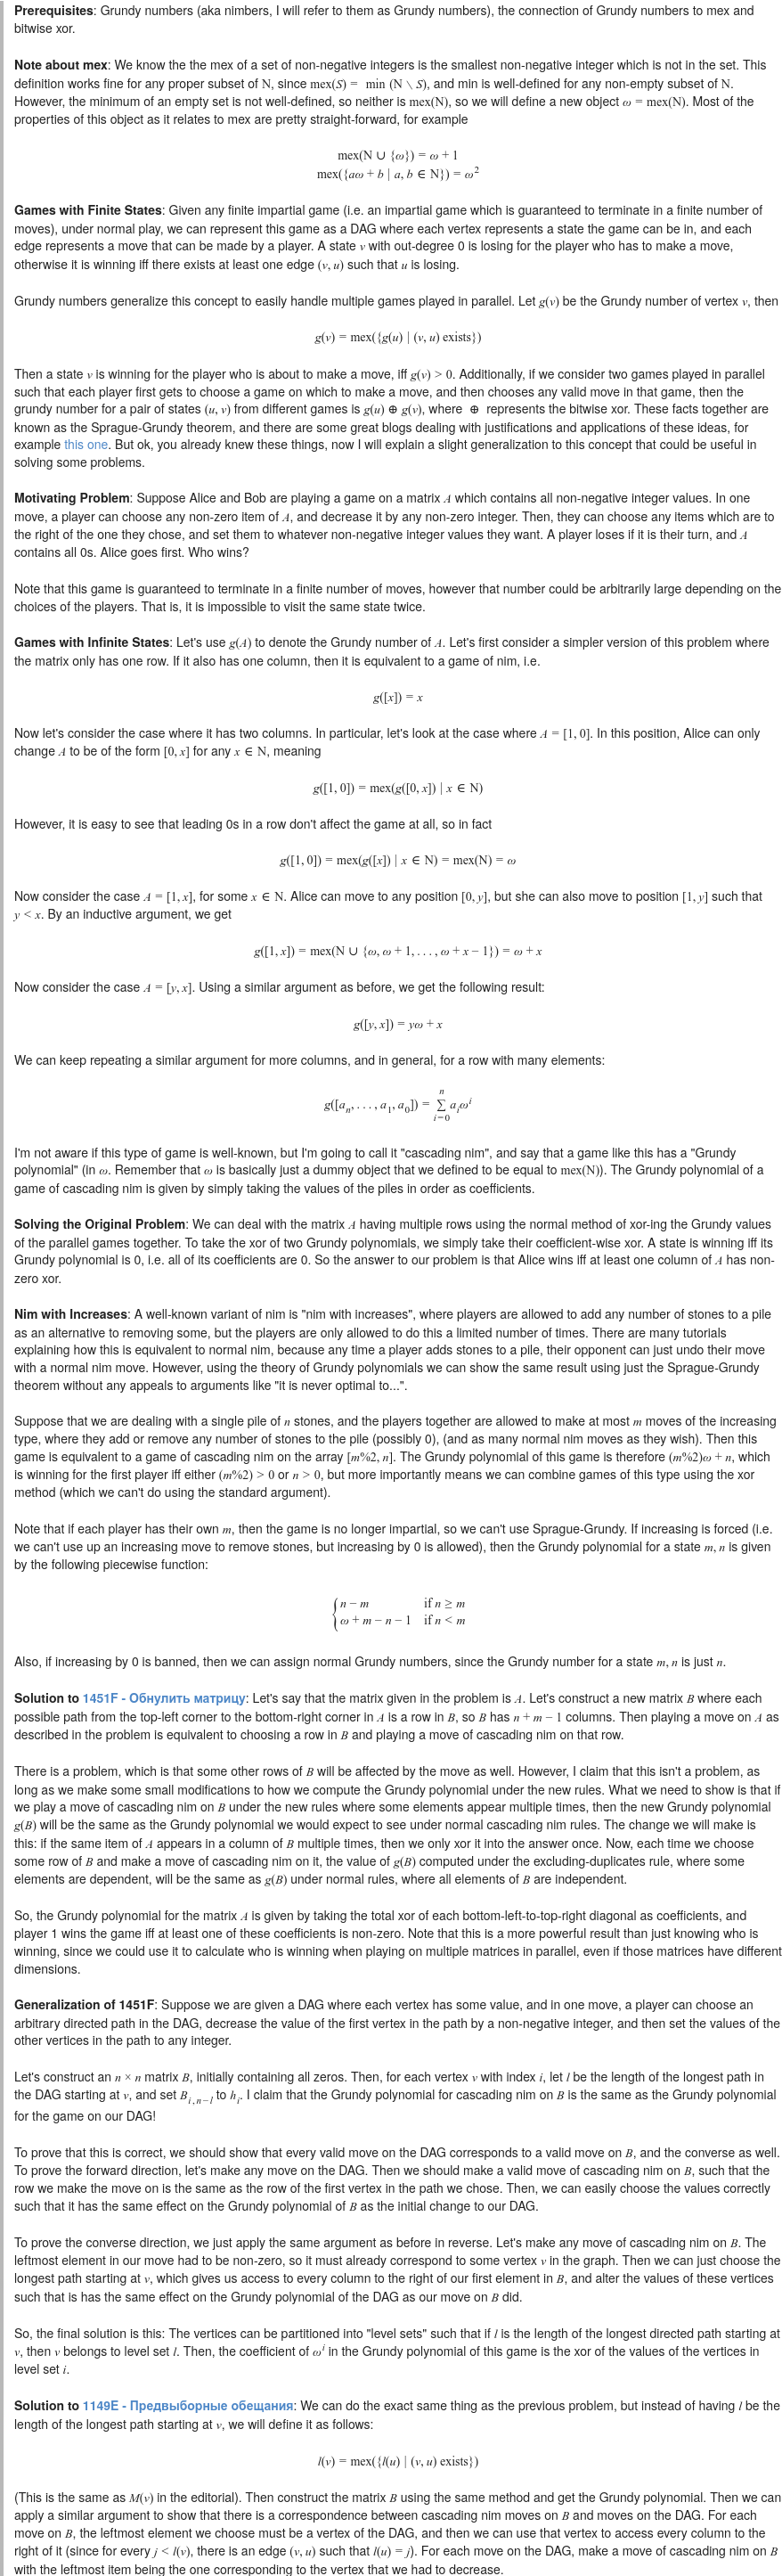 Prerequisites: Grundy numbers (aka nimbers, I will refer to them as Grundy numbers), the connection of Grundy numbers to mex and
bitwise xor.
Note about mex: We know the the mex of a set of non-negative integers is the smallest non-negative integer which is not in the set. This
definition works fine for any proper subset of N, since mex(S) = min (N \ S), and min is well-defined for any non-empty subset of N.
However, the minimum of an empty set is not well-defined, so neither is mex(N), so we will define a new object ω = mex(N). Most of the
properties of this object as it relates to mex are pretty straight-forward, for example
mex(N ∪ {ω}) = ω + 1
mex({aω + b | a, b ∈ N}) = ω²
Games with Finite States: Given any finite impartial game (i.e. an impartial game which is guaranteed to terminate in a finite number of
moves), under normal play, we can represent this game as a DAG where each vertex represents a state the game can be in, and each
edge represents a move that can be made by a player. A state v with out-degree 0 is losing for the player who has to make a move,
otherwise it is winning iff there exists at least one edge (v, u) such that u is losing.
Grundy numbers generalize this concept to easily handle multiple games played in parallel. Let g(v) be the Grundy number of vertex v, then
g(v) = mex({g(u) | (v, u) exists})
Then a state v is winning for the player who is about to make a move, iff g(v) > 0. Additionally, if we consider two games played in parallel
such that each player first gets to choose a game on which to make a move, and then chooses any valid move in that game, then the
grundy number for a pair of states (u, v) from different games is g(u) ⊕ g(v), where ⊕ represents the bitwise xor. These facts together are
known as the Sprague-Grundy theorem, and there are some great blogs dealing with justifications and applications of these ideas, for
example this one. But ok, you already knew these things, now I will explain a slight generalization to this concept that could be useful in
solving some problems.
Motivating Problem: Suppose Alice and Bob are playing a game on a matrix A which contains all non-negative integer values. In one
move, a player can choose any non-zero item of A, and decrease it by any non-zero integer. Then, they can choose any items which are to
the right of the one they chose, and set them to whatever non-negative integer values they want. A player loses if it is their turn, and A
contains all 0s. Alice goes first. Who wins?
Note that this game is guaranteed to terminate in a finite number of moves, however that number could be arbitrarily large depending on the
choices of the players. That is, it is impossible to visit the same state twice.
Games with Infinite States: Let's use g(A) to denote the Grundy number of A. Let's first consider a simpler version of this problem where
the matrix only has one row. If it also has one column, then it is equivalent to a game of nim, i.e.
g([x]) = x
Now let's consider the case where it has two columns. In particular, let's look at the case where A = [1, 0]. In this position, Alice can only
change A to be of the form [0, x] for any x ∈ N, meaning
g([1, 0]) = mex(g([0, x]) | x ∈ N)
However, it is easy to see that leading 0s in a row don't affect the game at all, so in fact
g([1, 0]) = mex(g([x]) | x ∈ N) = mex(N) = ω
Now consider the case A = [1, x], for some x ∈ N. Alice can move to any position [0, y], but she can also move to position [1, y] such that
y < x. By an inductive argument, we get
g([1, x]) = mex(N ∪ {ω, ω + 1, . . . , ω + x − 1}) = ω + x
Now consider the case A = [y, x]. Using a similar argument as before, we get the following result:
g([y, x]) = yω + x
We can keep repeating a similar argument for more columns, and in general, for a row with many elements:
g([a_n, . . . , a_1, a_0]) = ∑_{i=0}^{n} a_i ω^i
I'm not aware if this type of game is well-known, but I'm going to call it "cascading nim", and say that a game like this has a "Grundy
polynomial" (in ω. Remember that ω is basically just a dummy object that we defined to be equal to mex(N)). The Grundy polynomial of a
game of cascading nim is given by simply taking the values of the piles in order as coefficients.
Solving the Original Problem: We can deal with the matrix A having multiple rows using the normal method of xor-ing the Grundy values
of the parallel games together. To take the xor of two Grundy polynomials, we simply take their coefficient-wise xor. A state is winning iff its
Grundy polynomial is 0, i.e. all of its coefficients are 0. So the answer to our problem is that Alice wins iff at least one column of A has non-
zero xor.
Nim with Increases: A well-known variant of nim is "nim with increases", where players are allowed to add any number of stones to a pile
as an alternative to removing some, but the players are only allowed to do this a limited number of times. There are many tutorials
explaining how this is equivalent to normal nim, because any time a player adds stones to a pile, their opponent can just undo their move
with a normal nim move. However, using the theory of Grundy polynomials we can show the same result using just the Sprague-Grundy
theorem without any appeals to arguments like "it is never optimal to...".
Suppose that we are dealing with a single pile of n stones, and the players together are allowed to make at most m moves of the increasing
type, where they add or remove any number of stones to the pile (possibly 0), (and as many normal nim moves as they wish). Then this
game is equivalent to a game of cascading nim on the array [m%2, n]. The Grundy polynomial of this game is therefore (m%2)ω + n, which
is winning for the first player iff either (m%2) > 0 or n > 0, but more importantly means we can combine games of this type using the xor
method (which we can't do using the standard argument).
Note that if each player has their own m, then the game is no longer impartial, so we can't use Sprague-Grundy. If increasing is forced (i.e.
we can't use up an increasing move to remove stones, but increasing by 0 is allowed), then the Grundy polynomial for a state m, n is given
by the following piecewise function:
{ n − m if n ≥ m
ω + m − n − 1 if n < m
Also, if increasing by 0 is banned, then we can assign normal Grundy numbers, since the Grundy number for a state m, n is just n.
Solution to 1451F - Обнулить матрицу: Let's say that the matrix given in the problem is A. Let's construct a new matrix B where each
possible path from the top-left corner to the bottom-right corner in A is a row in B, so B has n + m − 1 columns. Then playing a move on A as
described in the problem is equivalent to choosing a row in B and playing a move of cascading nim on that row.
There is a problem, which is that some other rows of B will be affected by the move as well. However, I claim that this isn't a problem, as
long as we make some small modifications to how we compute the Grundy polynomial under the new rules. What we need to show is that if
we play a move of cascading nim on B under the new rules where some elements appear multiple times, then the new Grundy polynomial
g(B) will be the same as the Grundy polynomial we would expect to see under normal cascading nim rules. The change we will make is
this: if the same item of A appears in a column of B multiple times, then we only xor it into the answer once. Now, each time we choose
some row of B and make a move of cascading nim on it, the value of g(B) computed under the excluding-duplicates rule, where some
elements are dependent, will be the same as g(B) under normal rules, where all elements of B are independent.
So, the Grundy polynomial for the matrix A is given by taking the total xor of each bottom-left-to-top-right diagonal as coefficients, and
player 1 wins the game iff at least one of these coefficients is non-zero. Note that this is a more powerful result than just knowing who is
winning, since we could use it to calculate who is winning when playing on multiple matrices in parallel, even if those matrices have different
dimensions.
Generalization of 1451F: Suppose we are given a DAG where each vertex has some value, and in one move, a player can choose an
arbitrary directed path in the DAG, decrease the value of the first vertex in the path by a non-negative integer, and then set the values of the
other vertices in the path to any integer.
Let's construct an n × n matrix B, initially containing all zeros. Then, for each vertex v with index i, let l be the length of the longest path in
the DAG starting at v, and set B_{i,n−l} to h_i. I claim that the Grundy polynomial for cascading nim on B is the same as the Grundy polynomial
for the game on our DAG!
To prove that this is correct, we should show that every valid move on the DAG corresponds to a valid move on B, and the converse as well.
To prove the forward direction, let's make any move on the DAG. Then we should make a valid move of cascading nim on B, such that the
row we make the move on is the same as the row of the first vertex in the path we chose. Then, we can easily choose the values correctly
such that it has the same effect on the Grundy polynomial of B as the initial change to our DAG.
To prove the converse direction, we just apply the same argument as before in reverse. Let's make any move of cascading nim on B. The
leftmost element in our move had to be non-zero, so it must already correspond to some vertex v in the graph. Then we can just choose the
longest path starting at v, which gives us access to every column to the right of our first element in B, and alter the values of these vertices
such that is has the same effect on the Grundy polynomial of the DAG as our move on B did.
So, the final solution is this: The vertices can be partitioned into "level sets" such that if l is the length of the longest directed path starting at
v, then v belongs to level set l. Then, the coefficient of ω^i in the Grundy polynomial of this game is the xor of the values of the vertices in
level set i.
Solution to 1149E - Предвыборные обещания: We can do the exact same thing as the previous problem, but instead of having l be the
length of the longest path starting at v, we will define it as follows:
l(v) = mex({l(u) | (v, u) exists})
(This is the same as M(v) in the editorial). Then construct the matrix B using the same method and get the Grundy polynomial. Then we can
apply a similar argument to show that there is a correspondence between cascading nim moves on B and moves on the DAG. For each
move on B, the leftmost element we choose must be a vertex of the DAG, and then we can use that vertex to access every column to the
right of it (since for every j < l(v), there is an edge (v, u) such that l(u) = j). For each move on the DAG, make a move of cascading nim on B
with the leftmost item being the one corresponding to the vertex that we had to decrease.